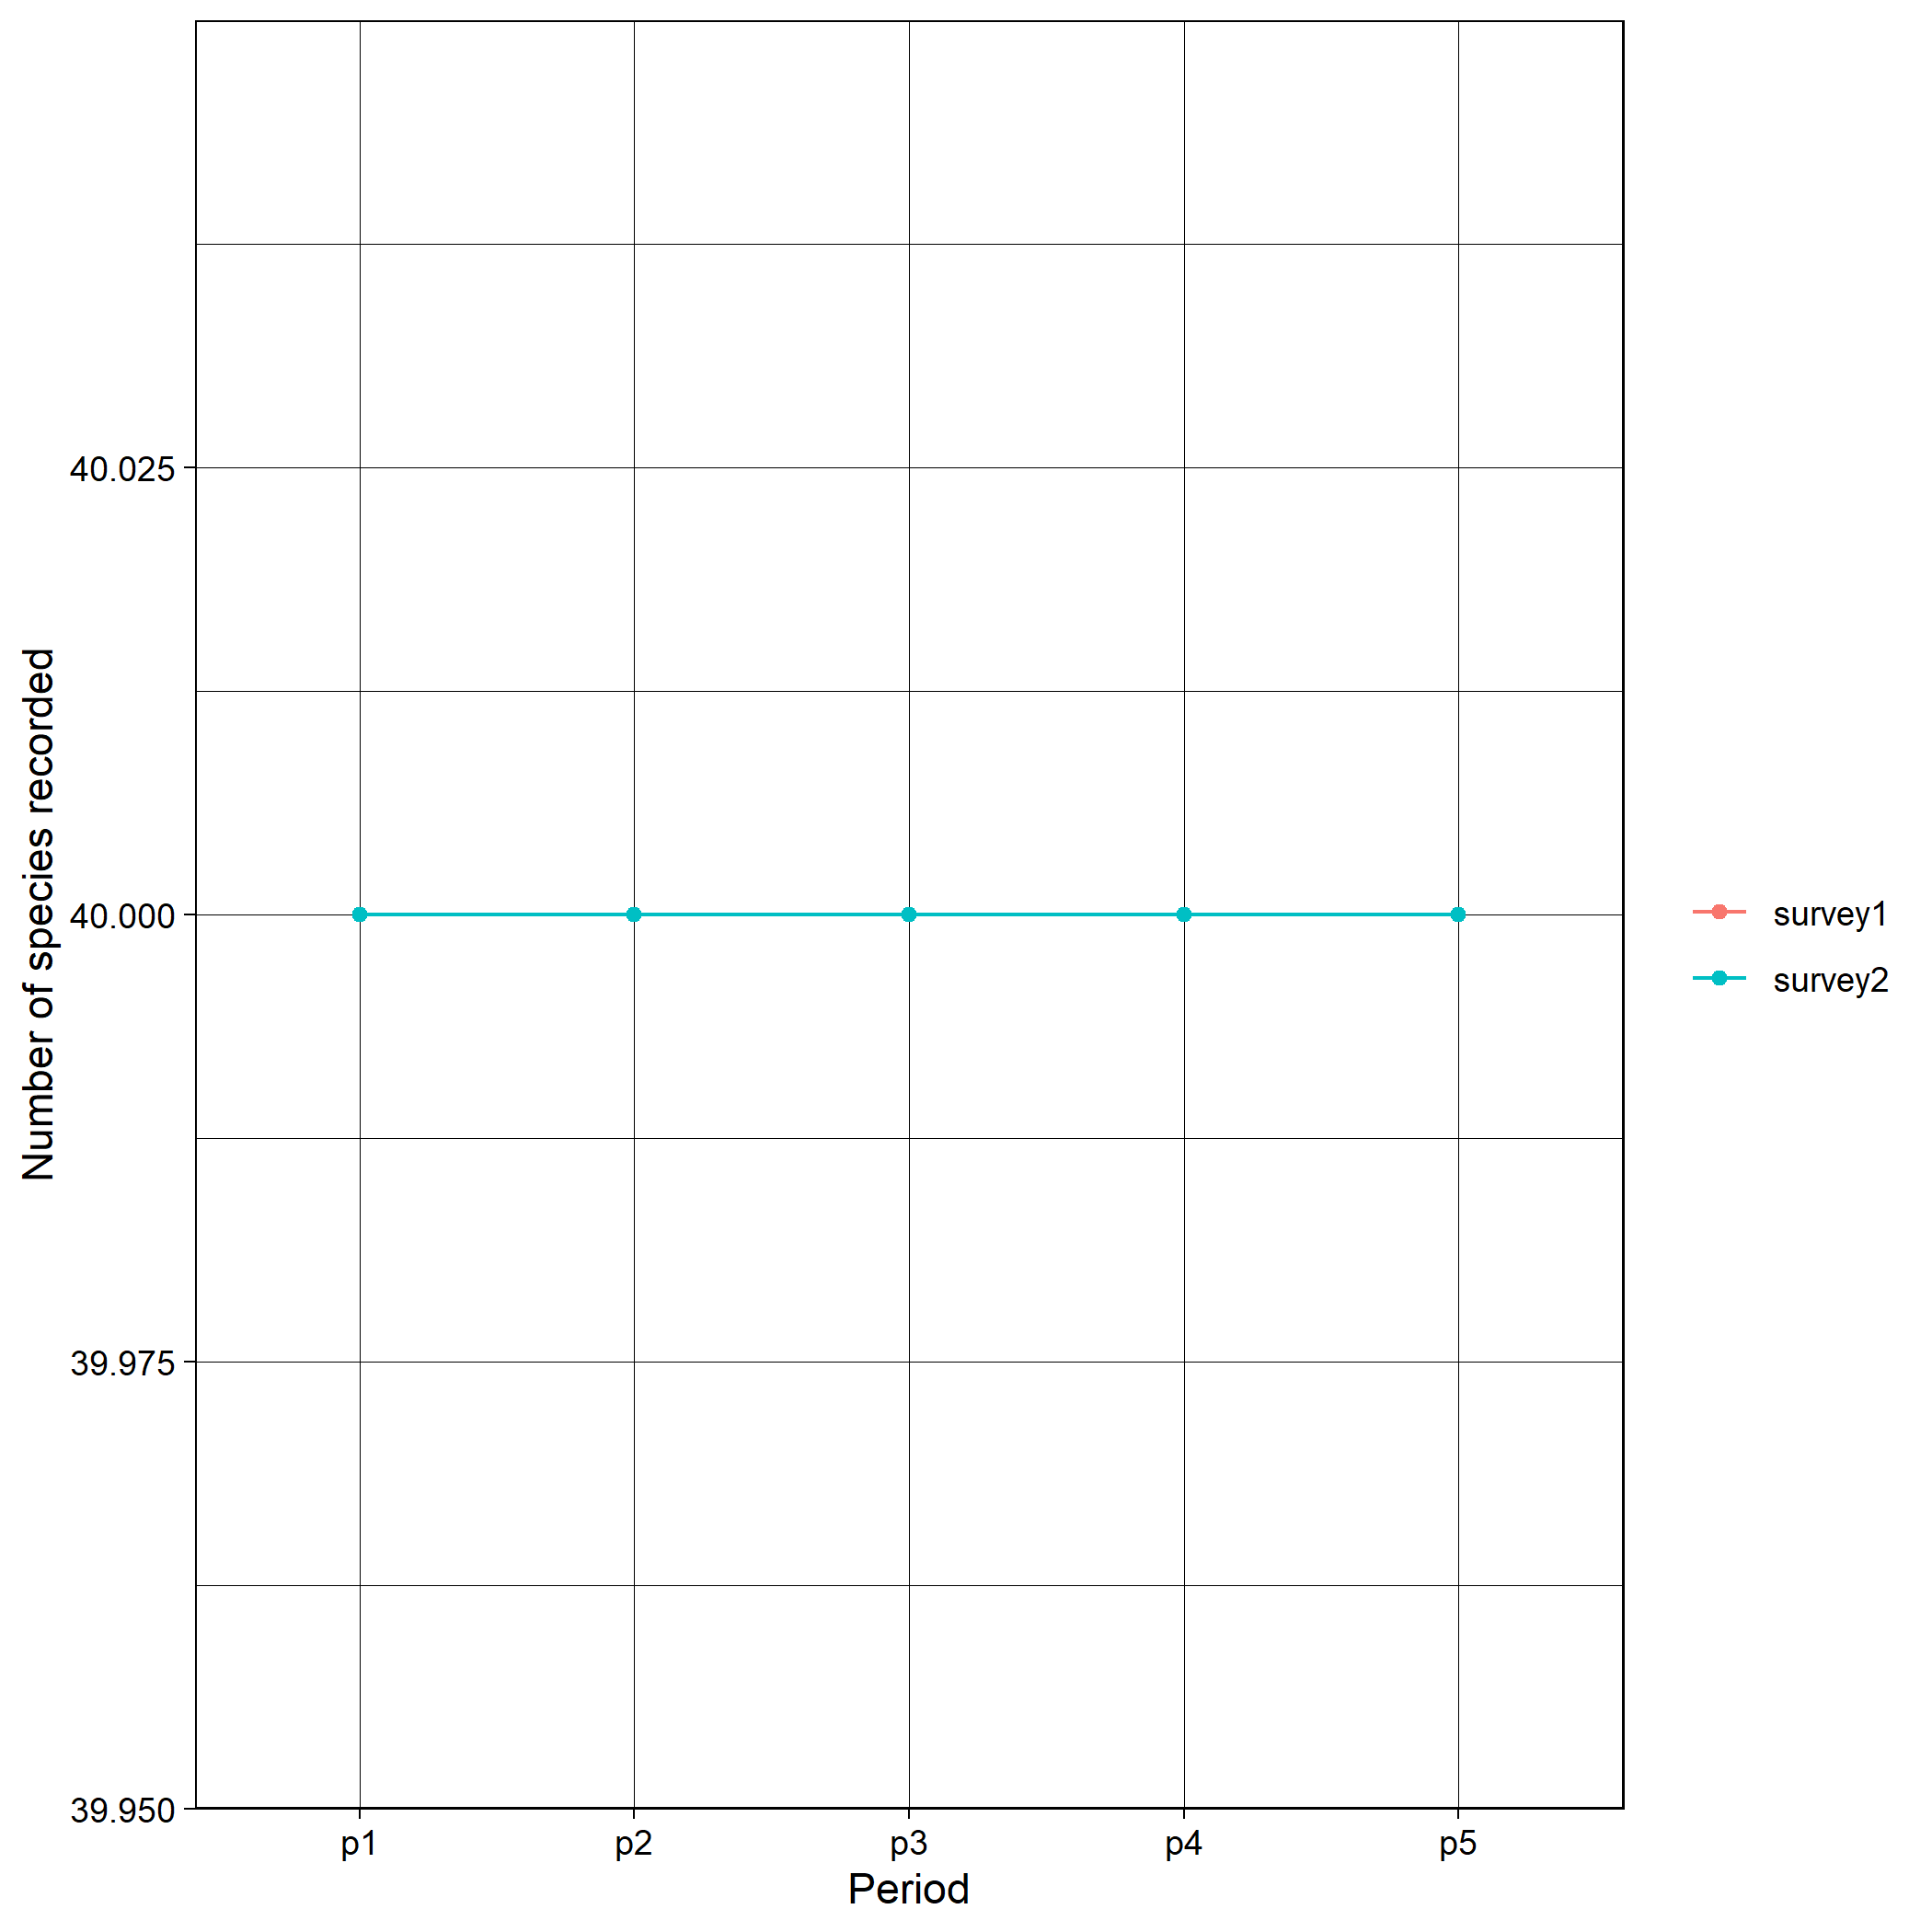 Number of species recorded
40.025
40.000
39.975
39.950
p1 p2 p3 p4 p5
Period
survey1
survey2